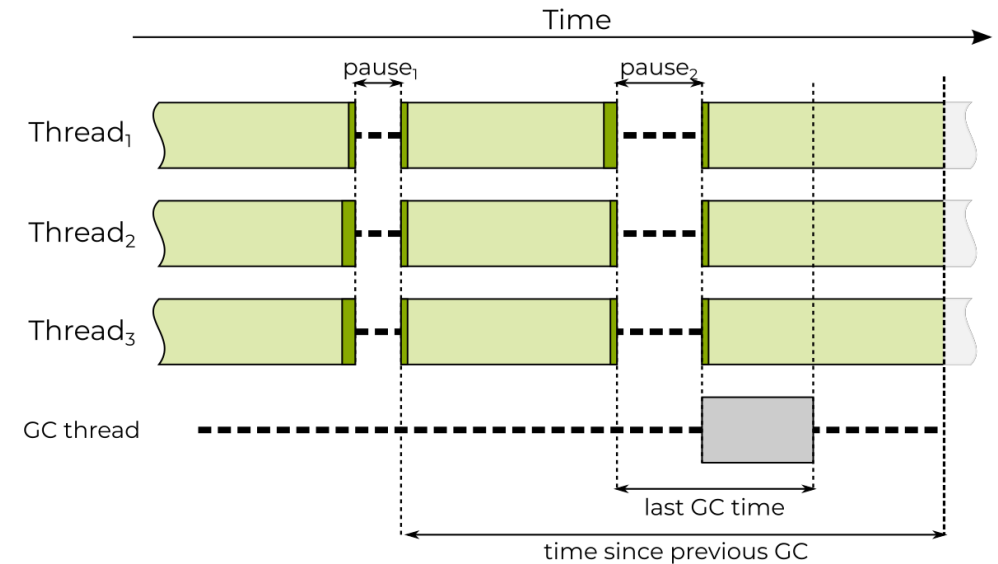 Time
pause₁
pause₂
Thread₁
Thread₂
Thread₃
GC thread
last GC time
time since previous GC